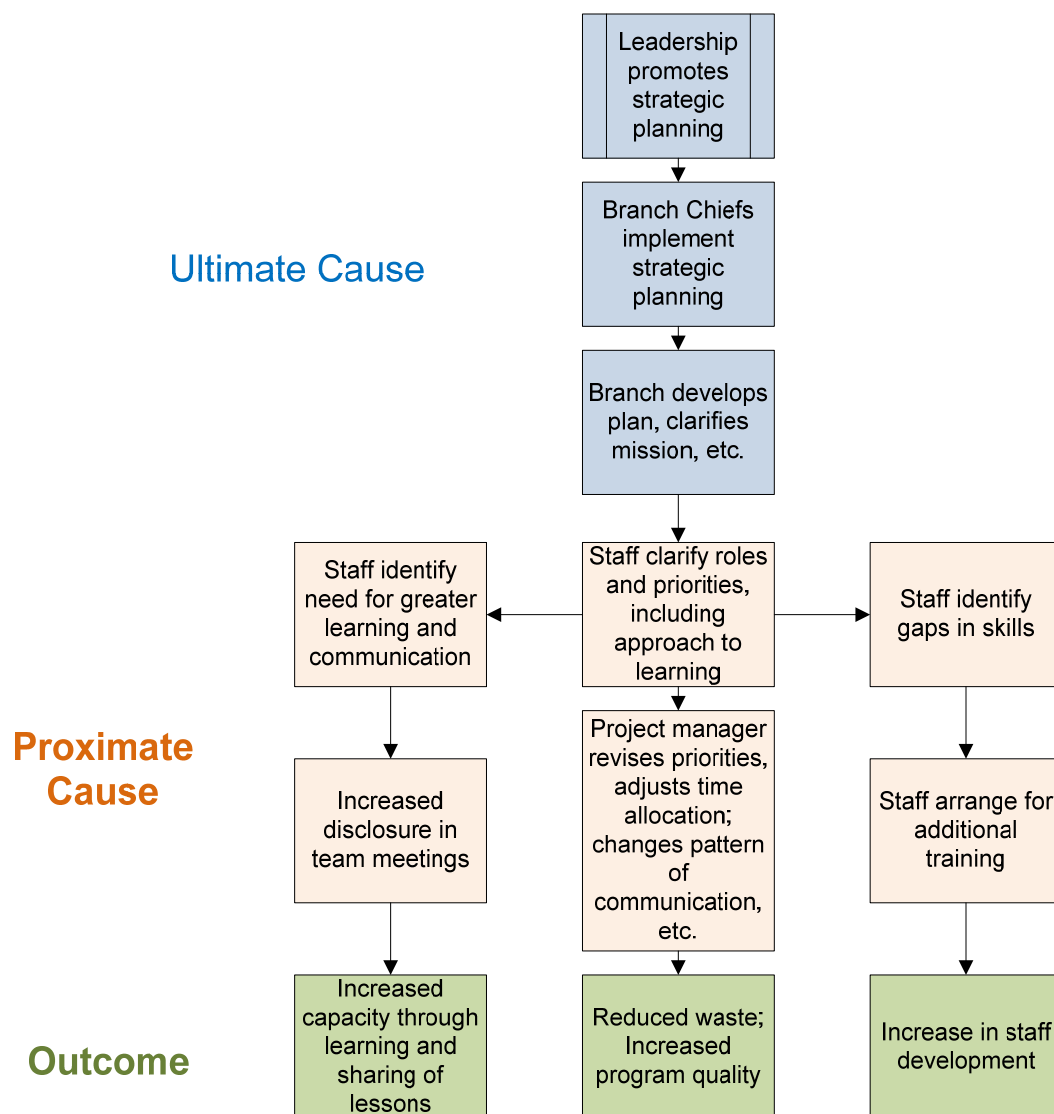 Leadership
promotes
strategic
planning
Branch Chiefs
implement
strategic
planning
Ultimate Cause
Branch develops
plan, clarifies
mission, etc.
Staff identify
need for greater
learning and
communication
Staff clarify roles
and priorities,
including
approach to
learning
Staff identify
gaps in skills
Proximate
Cause
Increased
disclosure in
team meetings
Project manager
revises priorities,
adjusts time
allocation;
changes pattern
of
communication,
etc.
Staff arrange for
additional
training
Outcome
Increased
capacity through
learning and
sharing of
lessons
Reduced waste;
Increased
program quality
Increase in staff
development